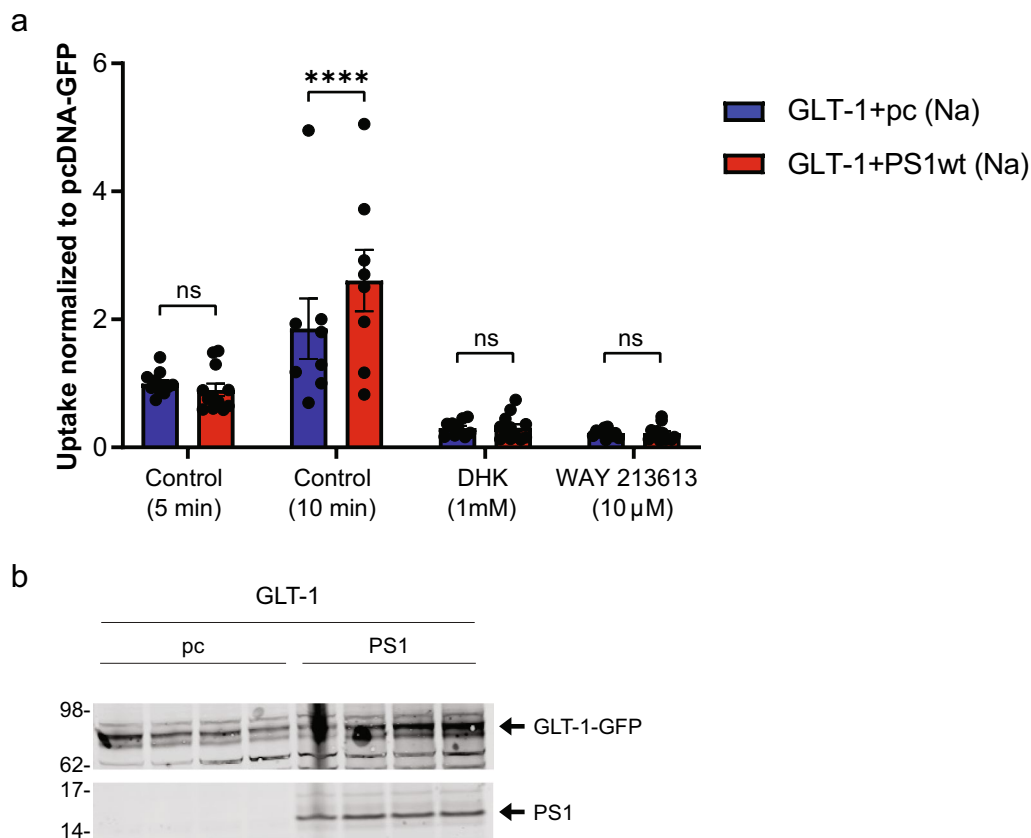 a
Uptake normalized to pcDNA-GFP
6
4
2
0
****
ns
ns
ns
Control
(5 min)
Control
(10 min)
DHK
(1mM)
WAY 213613
(10 µM)
GLT-1+pc (Na)
GLT-1+PS1wt (Na)
b
GLT-1
pc
PS1
98-
62-
GLT-1-GFP
17-
14-
PS1